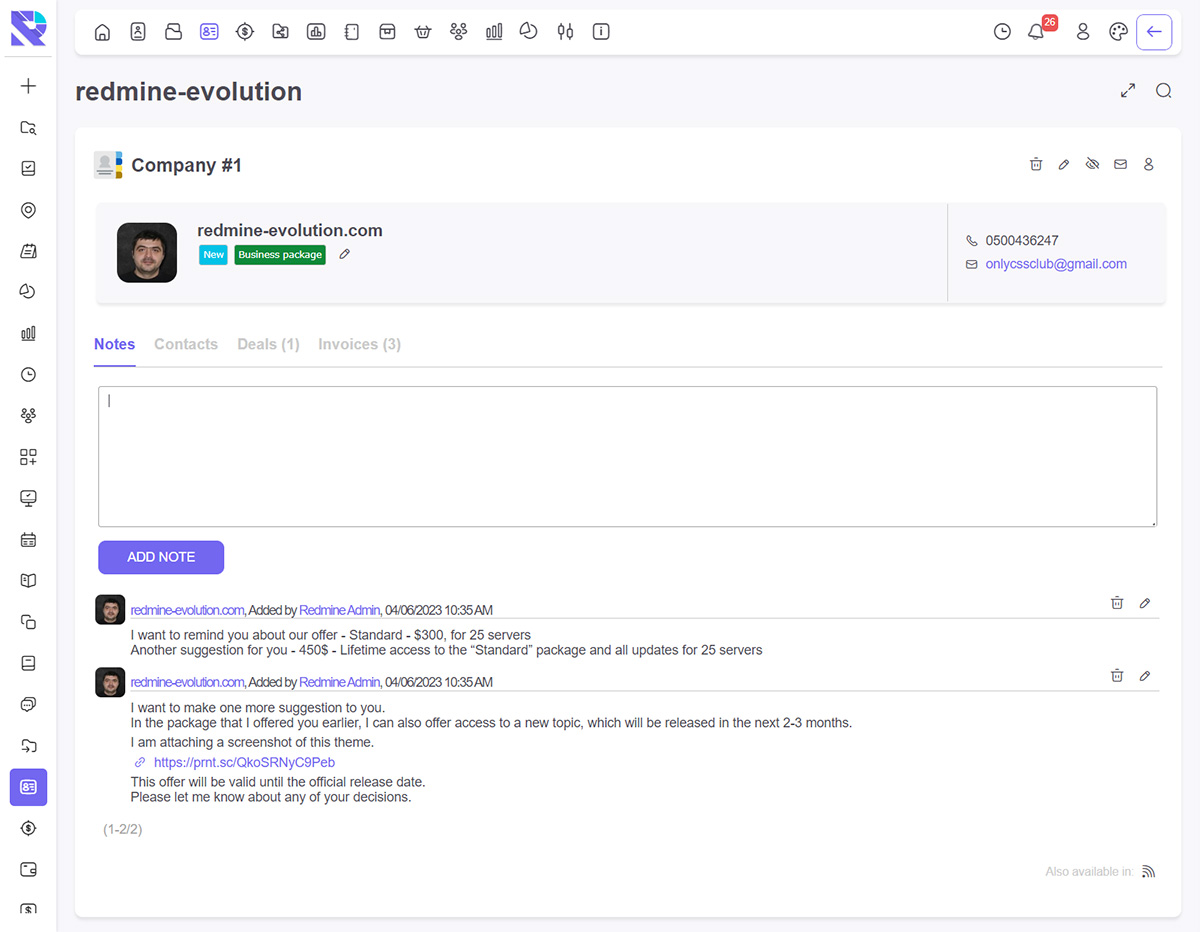 26
redmine-evolution
Company #1
redmine-evolution.com
New Business package
0500436247
onlycssclub@gmail.com
Notes Contacts Deals (1) Invoices (3)
ADD NOTE
redmine-evolution.com, Added by Redmine Admin, 04/06/2023 10:35 AM
I want to remind you about our offer - Standard - $300, for 25 servers
Another suggestion for you - 450$ - Lifetime access to the “Standard” package and all updates for 25 servers
redmine-evolution.com, Added by Redmine Admin, 04/06/2023 10:35 AM
I want to make one more suggestion to you.
In the package that I offered you earlier, I can also offer access to a new topic, which will be released in the next 2-3 months.
I am attaching a screenshot of this theme.
https://prnt.sc/QkoSRNyC9Peb
This offer will be valid until the official release date.
Please let me know about any of your decisions.
(1-2/2)
Also available in: